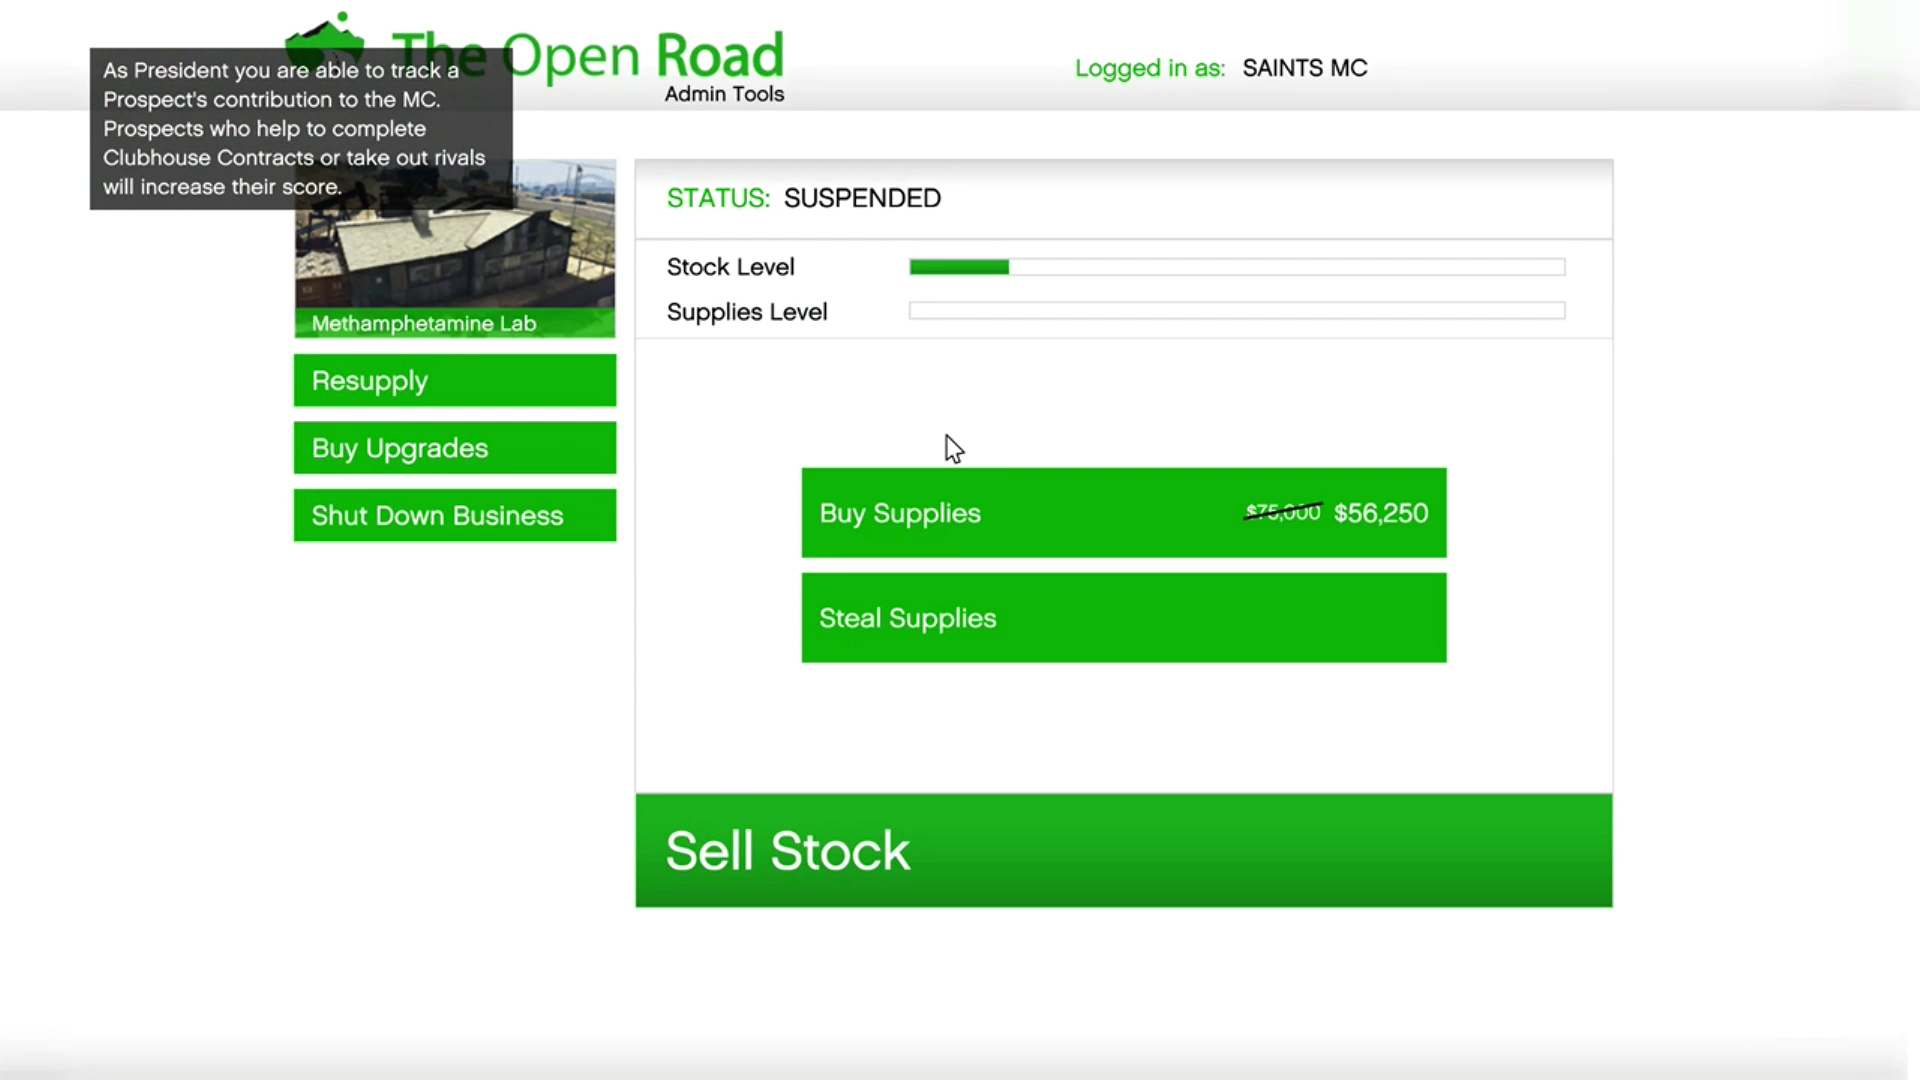 The Open Road
Admin Tools
Logged in as: SAINTS MC
As President you are able to track a
Prospect's contribution to the MC.
Prospects who help to complete
Clubhouse Contracts or take out rivals
will increase their score.
Methamphetamine Lab
Resupply
Buy Upgrades
Shut Down Business
STATUS: SUSPENDED
Stock Level
Supplies Level
Buy Supplies $75,000 $56,250
Steal Supplies
Sell Stock